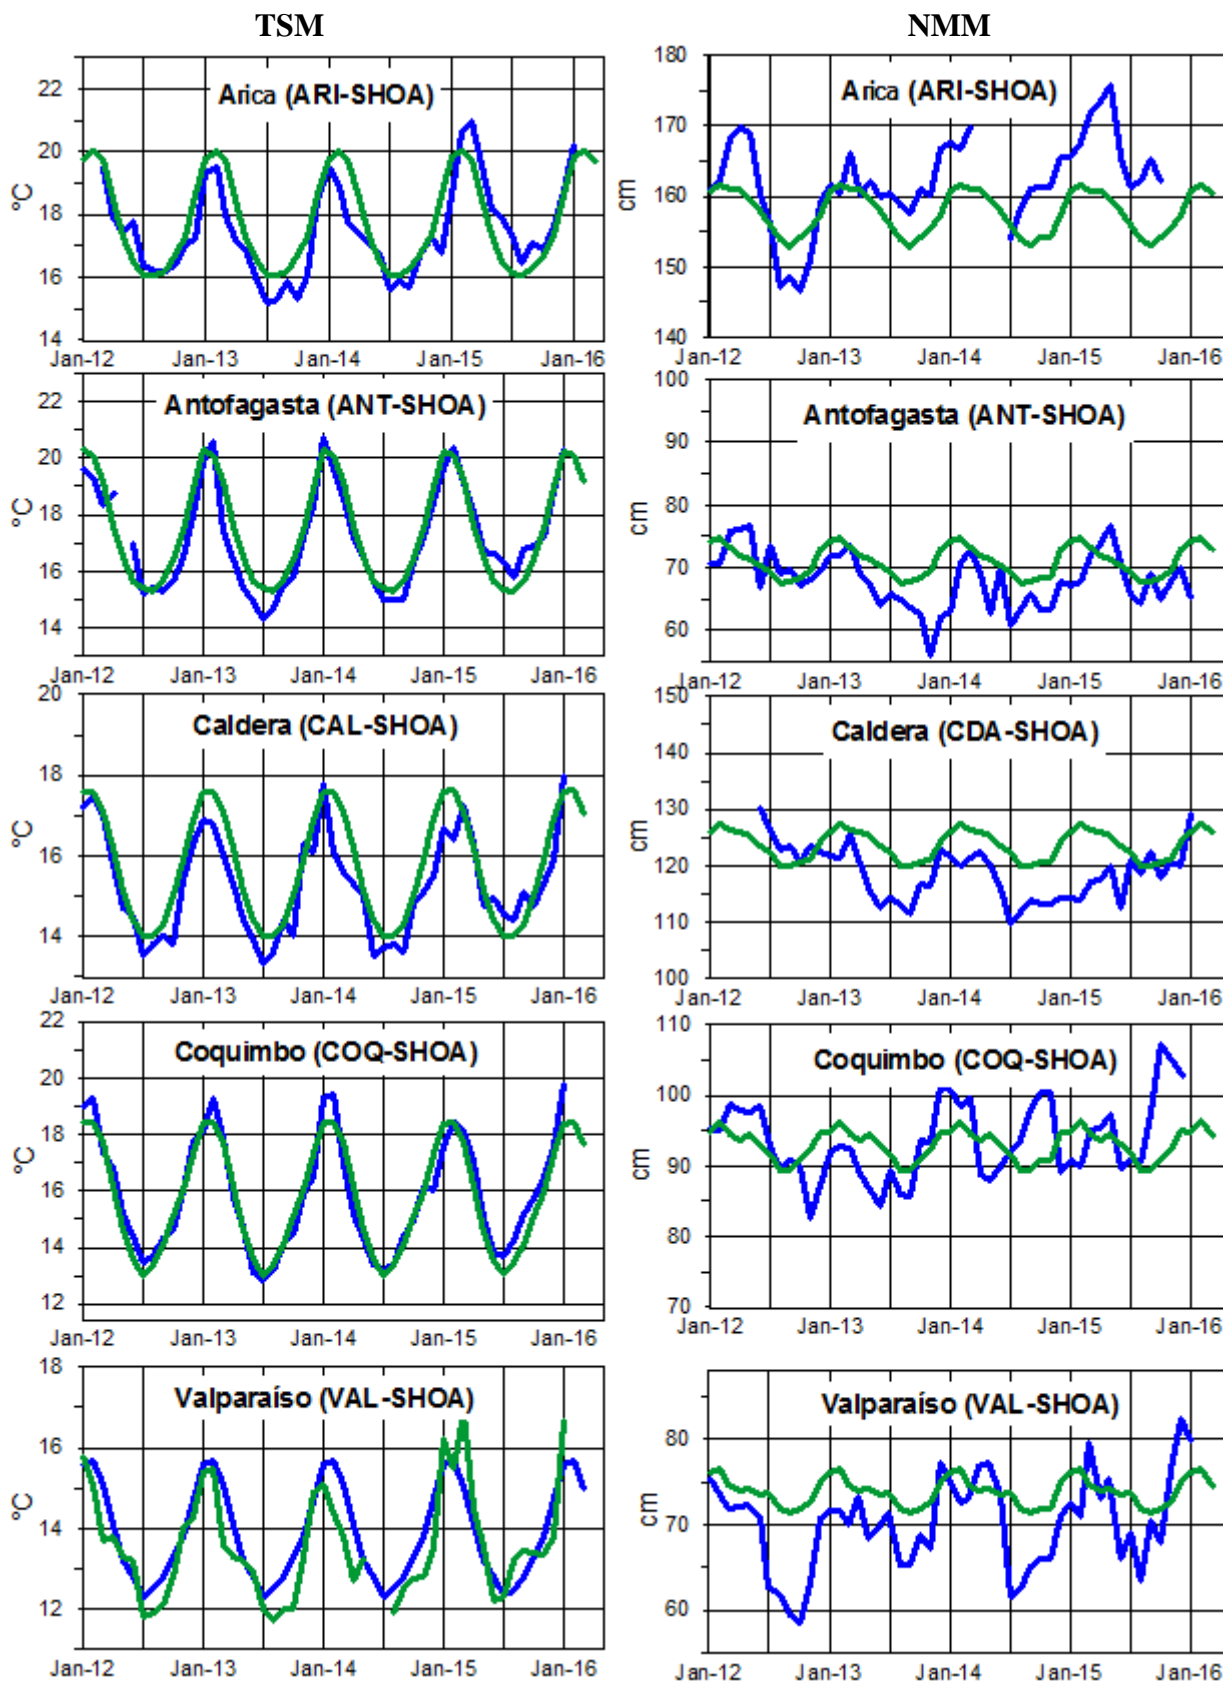 TSM
NMM
Arica (ARI-SHOA)
22
20
18
16
14
°C
Jan-12 Jan-13 Jan-14 Jan-15 Jan-16
Arica (ARI-SHOA)
180
170
160
150
140
cm
Jan-12 Jan-13 Jan-14 Jan-15 Jan-16
Antofagasta (ANT-SHOA)
22
20
18
16
14
°C
Jan-12 Jan-13 Jan-14 Jan-15 Jan-16
Antofagasta (ANT-SHOA)
100
90
80
70
60
cm
Jan-12 Jan-13 Jan-14 Jan-15 Jan-16
Caldera (CAL-SHOA)
20
18
16
14
°C
Jan-12 Jan-13 Jan-14 Jan-15 Jan-16
Caldera (CDA-SHOA)
150
140
130
120
110
100
cm
Jan-12 Jan-13 Jan-14 Jan-15 Jan-16
Coquimbo (COQ-SHOA)
22
20
18
16
14
12
°C
Jan-12 Jan-13 Jan-14 Jan-15 Jan-16
Coquimbo (COQ-SHOA)
110
100
90
80
70
cm
Jan-12 Jan-13 Jan-14 Jan-15 Jan-16
Valparaíso (VAL-SHOA)
18
16
14
12
°C
Jan-12 Jan-13 Jan-14 Jan-15 Jan-16
Valparaíso (VAL-SHOA)
80
70
60
cm
Jan-12 Jan-13 Jan-14 Jan-15 Jan-16